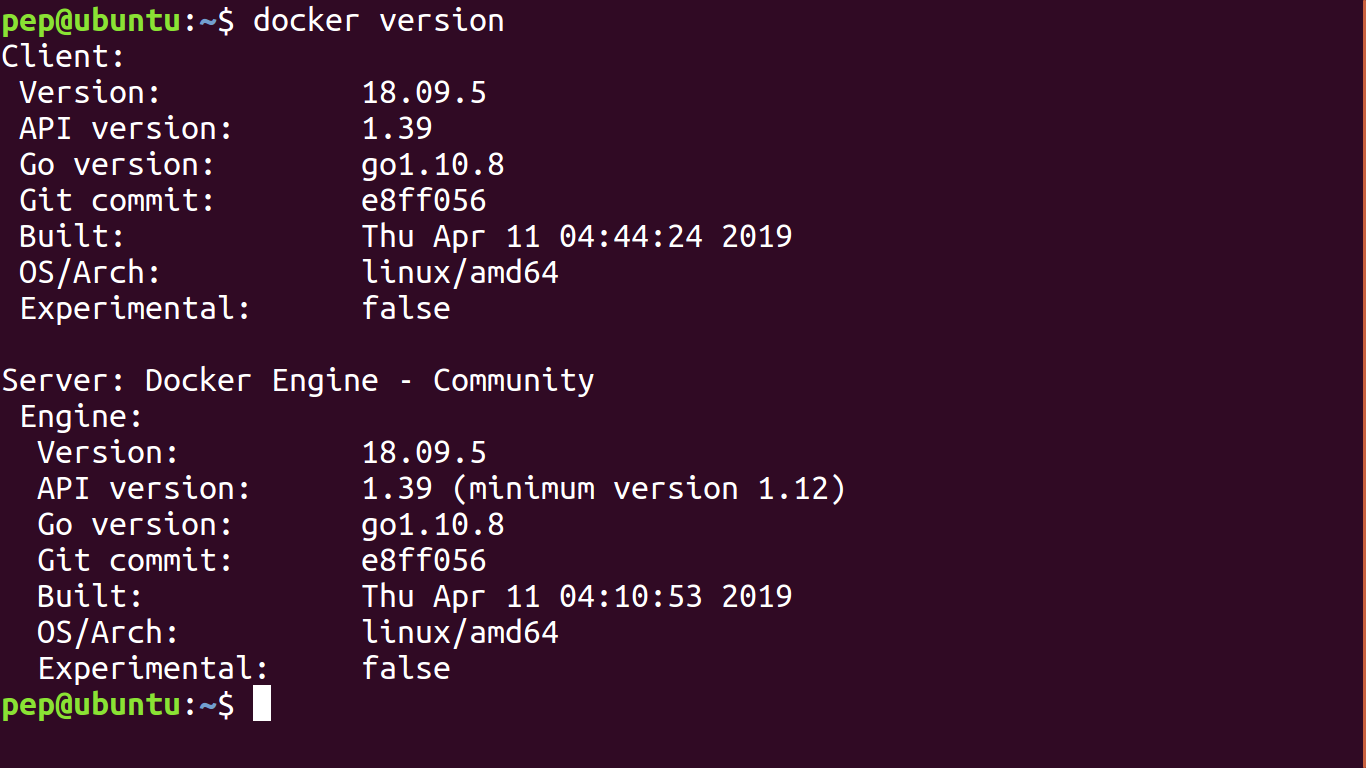 pep@ubuntu:~$ docker version
Client:
 Version:           18.09.5
 API version:       1.39
 Go version:        go1.10.8
 Git commit:        e8ff056
 Built:             Thu Apr 11 04:44:24 2019
 OS/Arch:           linux/amd64
 Experimental:      false

Server: Docker Engine - Community
 Engine:
  Version:          18.09.5
  API version:      1.39 (minimum version 1.12)
  Go version:       go1.10.8
  Git commit:       e8ff056
  Built:            Thu Apr 11 04:10:53 2019
  OS/Arch:          linux/amd64
  Experimental:     false
pep@ubuntu:~$